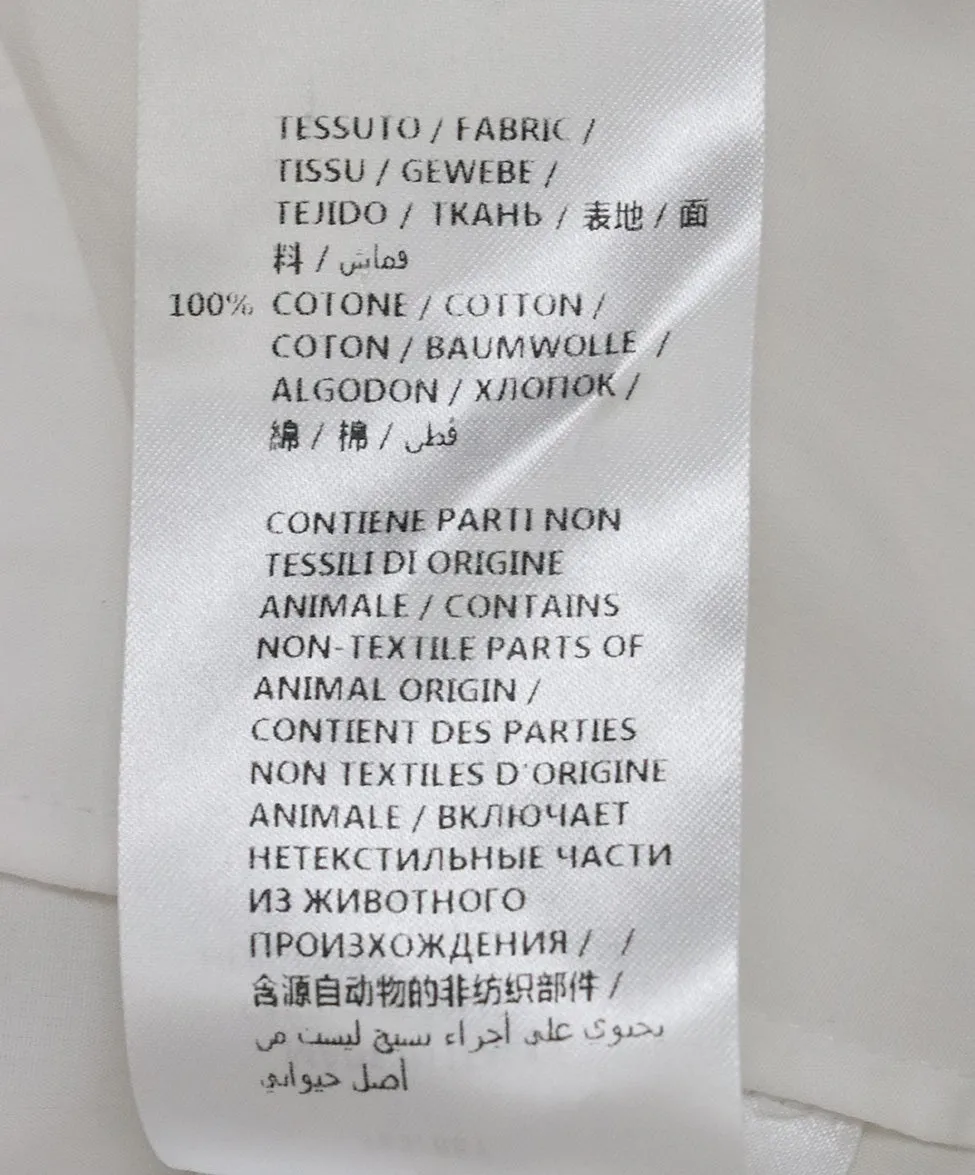 TESSUTO / FABRIC /
TISSU / GEWEBE /
TEJIDO / ТКАНЬ / 表地 / 面
料 / قماش
100% COTONE / COTTON /
COTON / BAUMWOLLE /
ALGODON / ХЛОПОК /
綿 / 棉 / قطن
CONTIENE PARTI NON
TESSILI DI ORIGINE
ANIMALE / CONTAINS
NON-TEXTILE PARTS OF
ANIMAL ORIGIN /
CONTIENT DES PARTIES
NON TEXTILES D'ORIGINE
ANIMALE / ВКЛЮЧАЕТ
НЕТЕКСТИЛЬНЫЕ ЧАСТИ
ИЗ ЖИВОТНОГО
ПРОИЗХОЖДЕНИЯ / /
含源自动物的非纺织部件 /
يحتوي على أجزاء نسيج ليست من
أصل حيواني